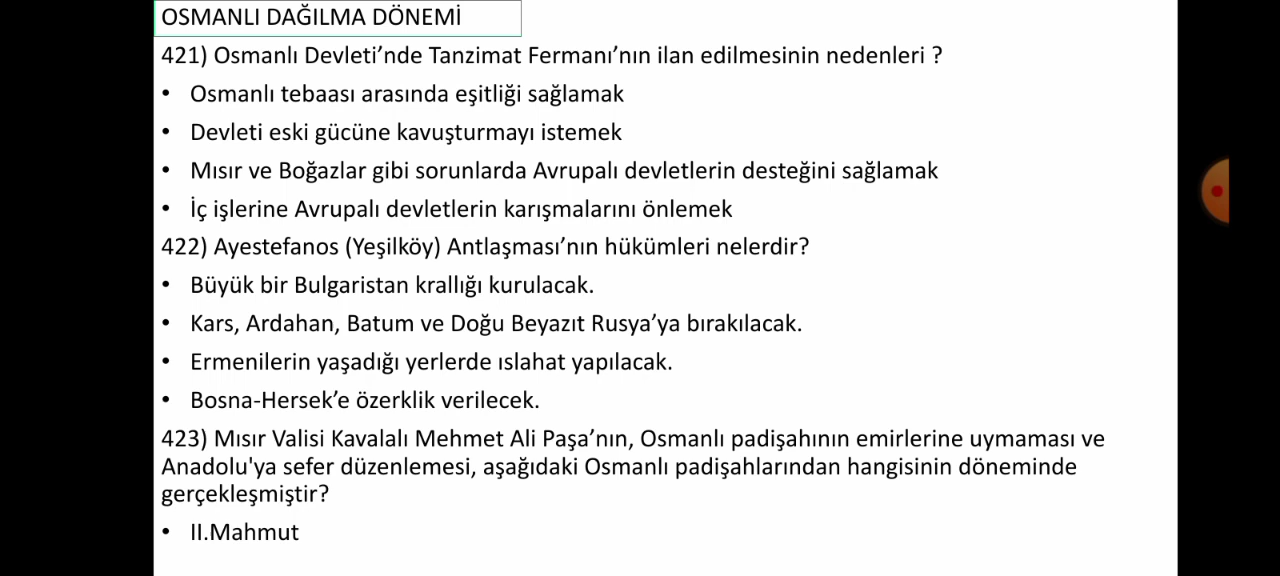 OSMANLI DAĞILMA DÖNEMİ
421) Osmanlı Devleti’nde Tanzimat Fermanı’nın ilan edilmesinin nedenleri ?
• Osmanlı tebaası arasında eşitliği sağlamak
• Devleti eski gücüne kavuşturmayı istemek
• Mısır ve Boğazlar gibi sorunlarda Avrupalı devletlerin desteğini sağlamak
• İç işlerine Avrupalı devletlerin karışmalarını önlemek
422) Ayestefanos (Yeşilköy) Antlaşması’nın hükümleri nelerdir?
• Büyük bir Bulgaristan krallığı kurulacak.
• Kars, Ardahan, Batum ve Doğu Beyazıt Rusya’ya bırakılacak.
• Ermenilerin yaşadığı yerlerde ıslahat yapılacak.
• Bosna-Hersek’e özerklik verilecek.
423) Mısır Valisi Kavalalı Mehmet Ali Paşa’nın, Osmanlı padişahının emirlerine uymaması ve
Anadolu'ya sefer düzenlemesi, aşağıdaki Osmanlı padişahlarından hangisinin döneminde
gerçekleşmiştir?
• II.Mahmut